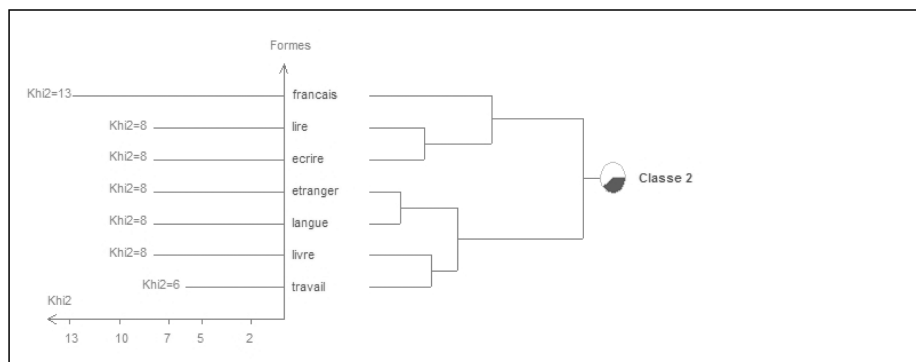 Formes
Khi2=13 francais
Khi2=8 lire
Khi2=8 ecrire
Khi2=8 etranger
Classe 2
Khi2=8 langue
Khi2=8 livre
Khi2=6 travail
Khi2
13 10 7 5 2